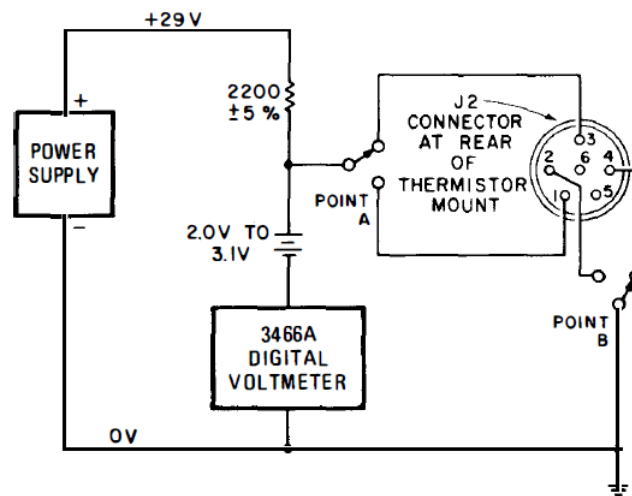 +29V
2200
±5%
+
POWER
SUPPLY
−
J2
CONNECTOR
AT REAR
OF
THERMISTOR
MOUNT
3
2
6
4
1
5
POINT
A
2.0V TO
3.1V
3466A
DIGITAL
VOLTMETER
POINT
B
0V